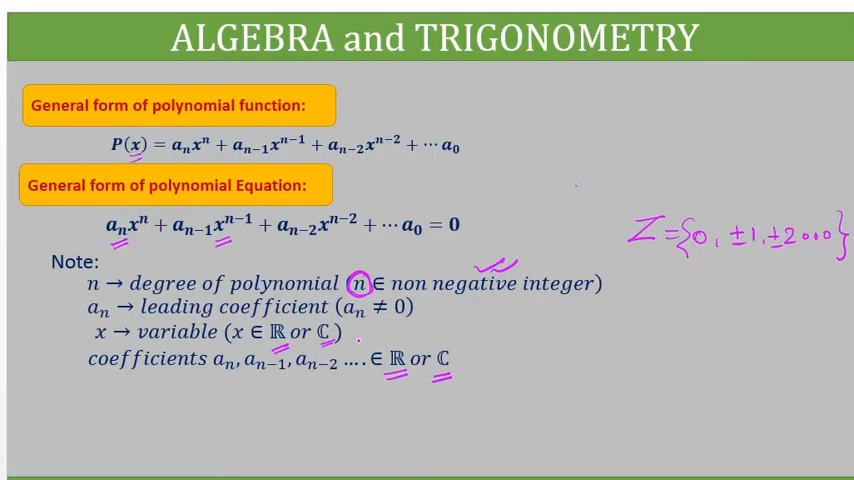 ALGEBRA and TRIGONOMETRY
General form of polynomial function:
P(x) = aₙxⁿ + aₙ₋₁xⁿ⁻¹ + aₙ₋₂xⁿ⁻² + ⋯ a₀
General form of polynomial Equation:
aₙxⁿ + aₙ₋₁xⁿ⁻¹ + aₙ₋₂xⁿ⁻² + ⋯ a₀ = 0
Z = {0, ±1, ±2 ...}
Note:
n → degree of polynomial (n ∈ non negative integer)
aₙ → leading coefficient (aₙ ≠ 0)
x → variable (x ∈ ℝ or ℂ)
coefficients aₙ, aₙ₋₁, aₙ₋₂ .... ∈ ℝ or ℂ